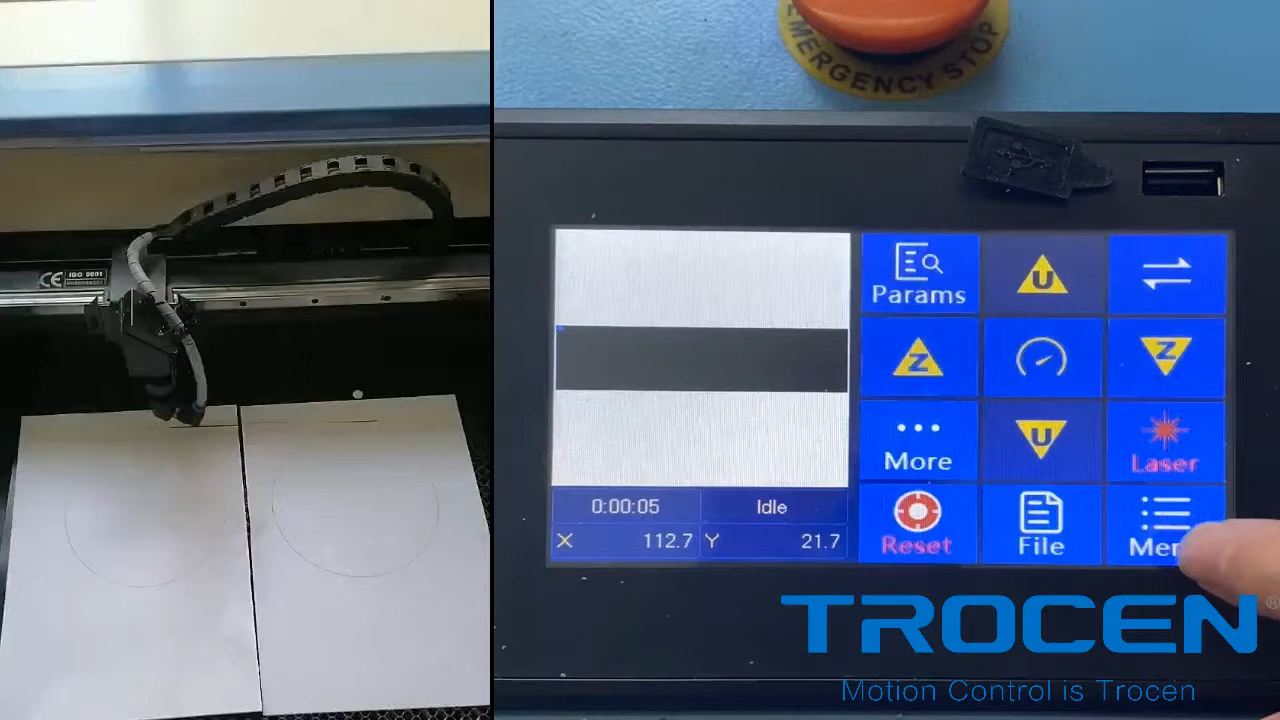 CE ISO 9001
EMERGENCY STOP
Params
U
Z
Z
More
U
Laser
0:00:05 Idle
X 112.7 Y 21.7
Reset
File
TROCEN®
Motion Control is Trocen